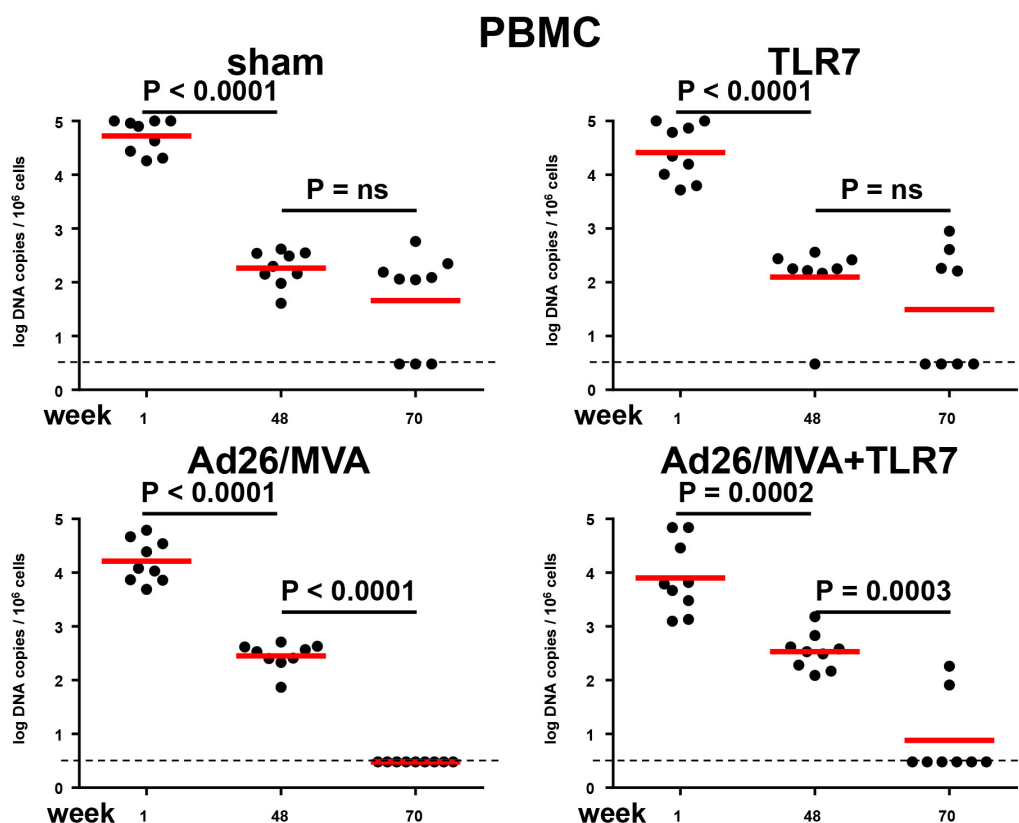 PBMC
sham
P < 0.0001
P = ns
log DNA copies / 10⁶ cells
5
4
3
2
1
0
week
1
48
70
TLR7
P < 0.0001
P = ns
log DNA copies / 10⁶ cells
5
4
3
2
1
0
week
1
48
70
Ad26/MVA
P < 0.0001
P < 0.0001
log DNA copies / 10⁶ cells
5
4
3
2
1
0
week
1
48
70
Ad26/MVA+TLR7
P = 0.0002
P = 0.0003
log DNA copies / 10⁶ cells
5
4
3
2
1
0
week
1
48
70